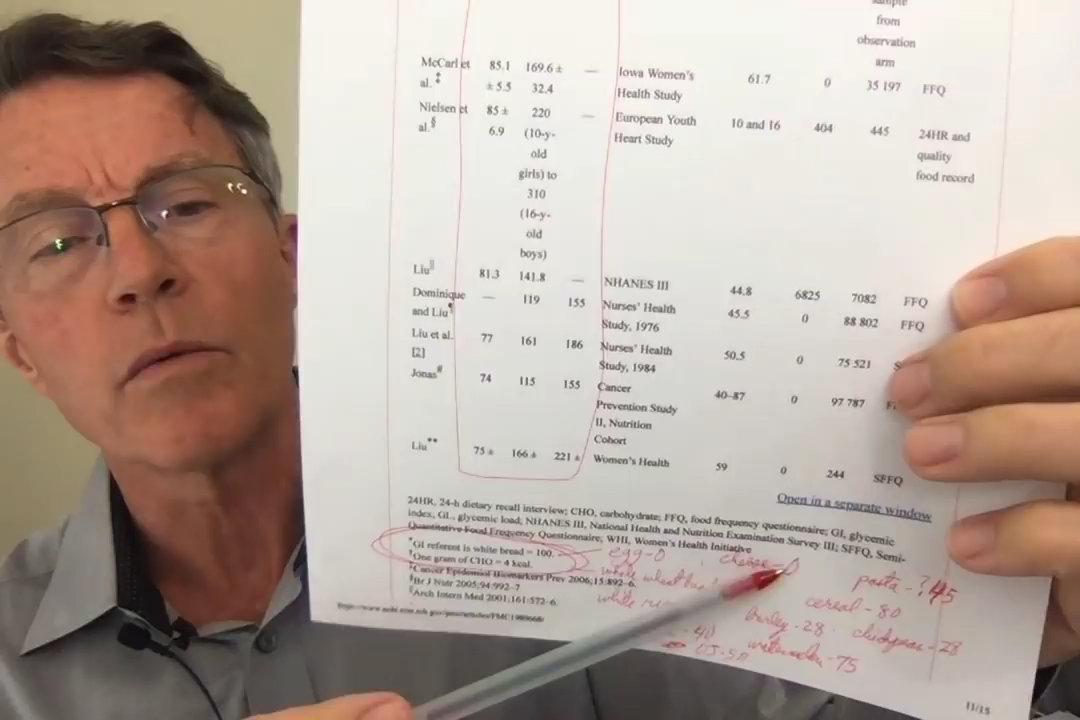 sample
from
observation
arm
McCarl et 85.1 169.6 ± — Iowa Women's 61.7 0 35 197 FFQ
al.‡ ± 5.5 32.4 Health Study
Nielsen et 85 ± 220 — European Youth 10 and 16 404 445 24HR and
al.§ 6.9 (10-y- Heart Study quality
old food record
girls) to
310
(16-y-
old
boys)
Liu|| 81.3 141.8 — NHANES III 44.8 6825 7082 FFQ
Dominique — 119 155 Nurses' Health 45.5 0 88 802 FFQ
and Liu¶ Study, 1976
Liu et al. 77 161 186 Nurses' Health 50.5 0 75 521
[2] Study, 1984
Jonas# 74 115 155 Cancer 40–87 0 97 787
Prevention Study
II, Nutrition
Cohort
Liu** 75 ± 166 ± 221 ± Women's Health 59 0 244 SFFQ
Open in a separate window
24HR, 24-h dietary recall interview; CHO, carbohydrate; FFQ, food frequency questionnaire; GI, glycemic
index, GL, glycemic load; NHANES III, National Health and Nutrition Examination Survey III; SFFQ, Semi-
Quantitative Food Frequency Questionnaire; WHI, Women's Health Initiative
*GI referent is white bread = 100.
†One gram of CHO = 4 kcal.
‡Cancer Epidemiol Biomarkers Prev 2006;15:892–6.
§Br J Nutr 2005;94:992–7.
||Arch Intern Med 2001;161:572–6.
egg-0, cheese-0
whole wheat
white
pasta - 45
cereal - 80
barley - 28 chickpeas - 28
40 watermelon - 75
OJ-50
11/15